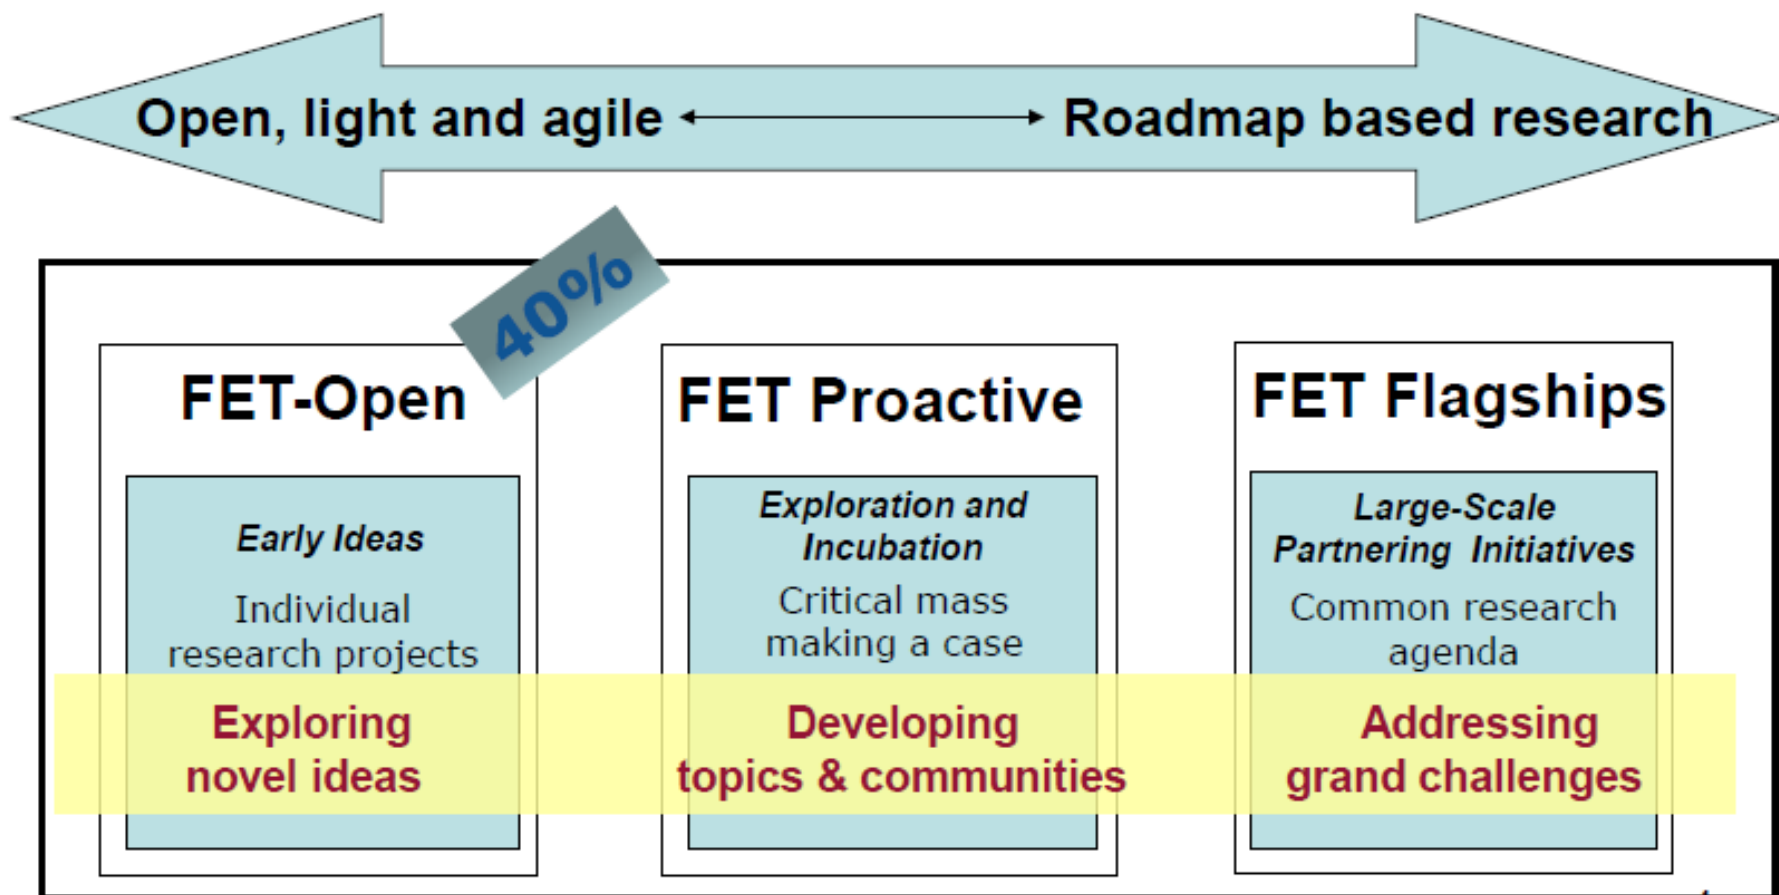 Open, light and agile
Roadmap based research
40%
FET-Open
Early Ideas
Individual
research projects
Exploring
novel ideas
FET Proactive
Exploration and
Incubation
Critical mass
making a case
Developing
topics & communities
FET Flagships
Large-Scale
Partnering Initiatives
Common research
agenda
Addressing
grand challenges